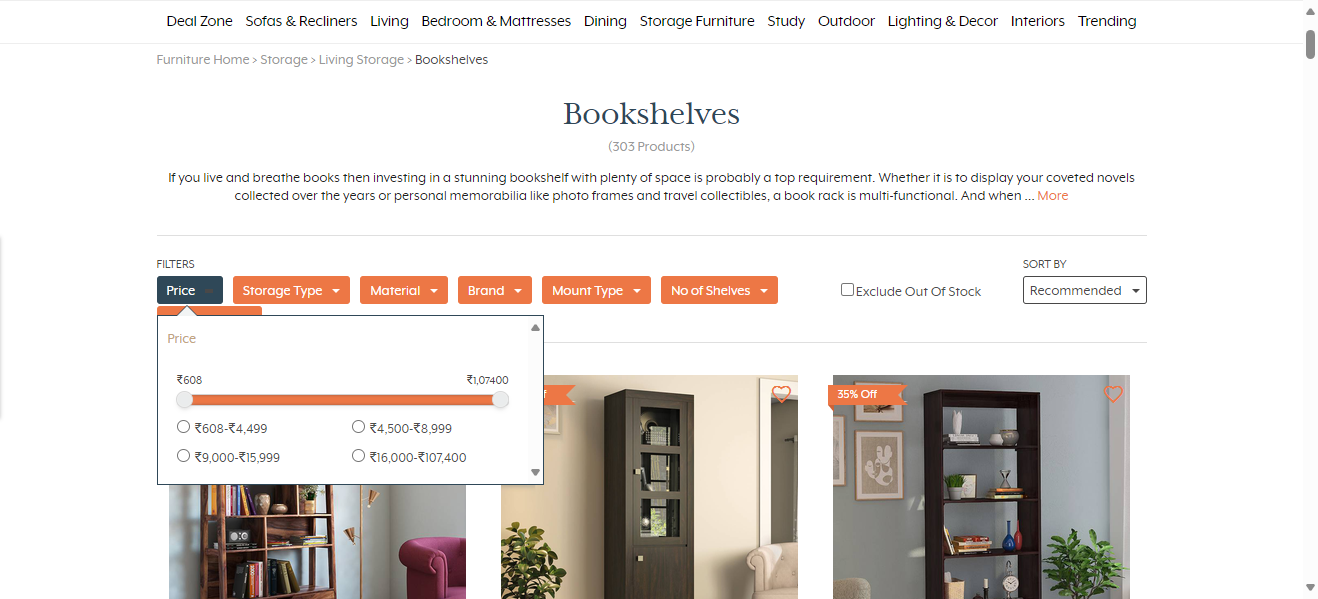 Deal Zone Sofas & Recliners Living Bedroom & Mattresses Dining Storage Furniture Study Outdoor Lighting & Decor Interiors Trending
Furniture Home > Storage > Living Storage > Bookshelves
Bookshelves
(303 Products)
If you live and breathe books then investing in a stunning bookshelf with plenty of space is probably a top requirement. Whether it is to display your coveted novels
collected over the years or personal memorabilia like photo frames and travel collectibles, a book rack is multi-functional. And when ... More
FILTERS
SORT BY
Price Storage Type Material Brand Mount Type No of Shelves Exclude Out Of Stock Recommended
Price
₹608 ₹1,07400
₹608-₹4,499 ₹4,500-₹8,999
₹9,000-₹15,999 ₹16,000-₹107,400
35% Off